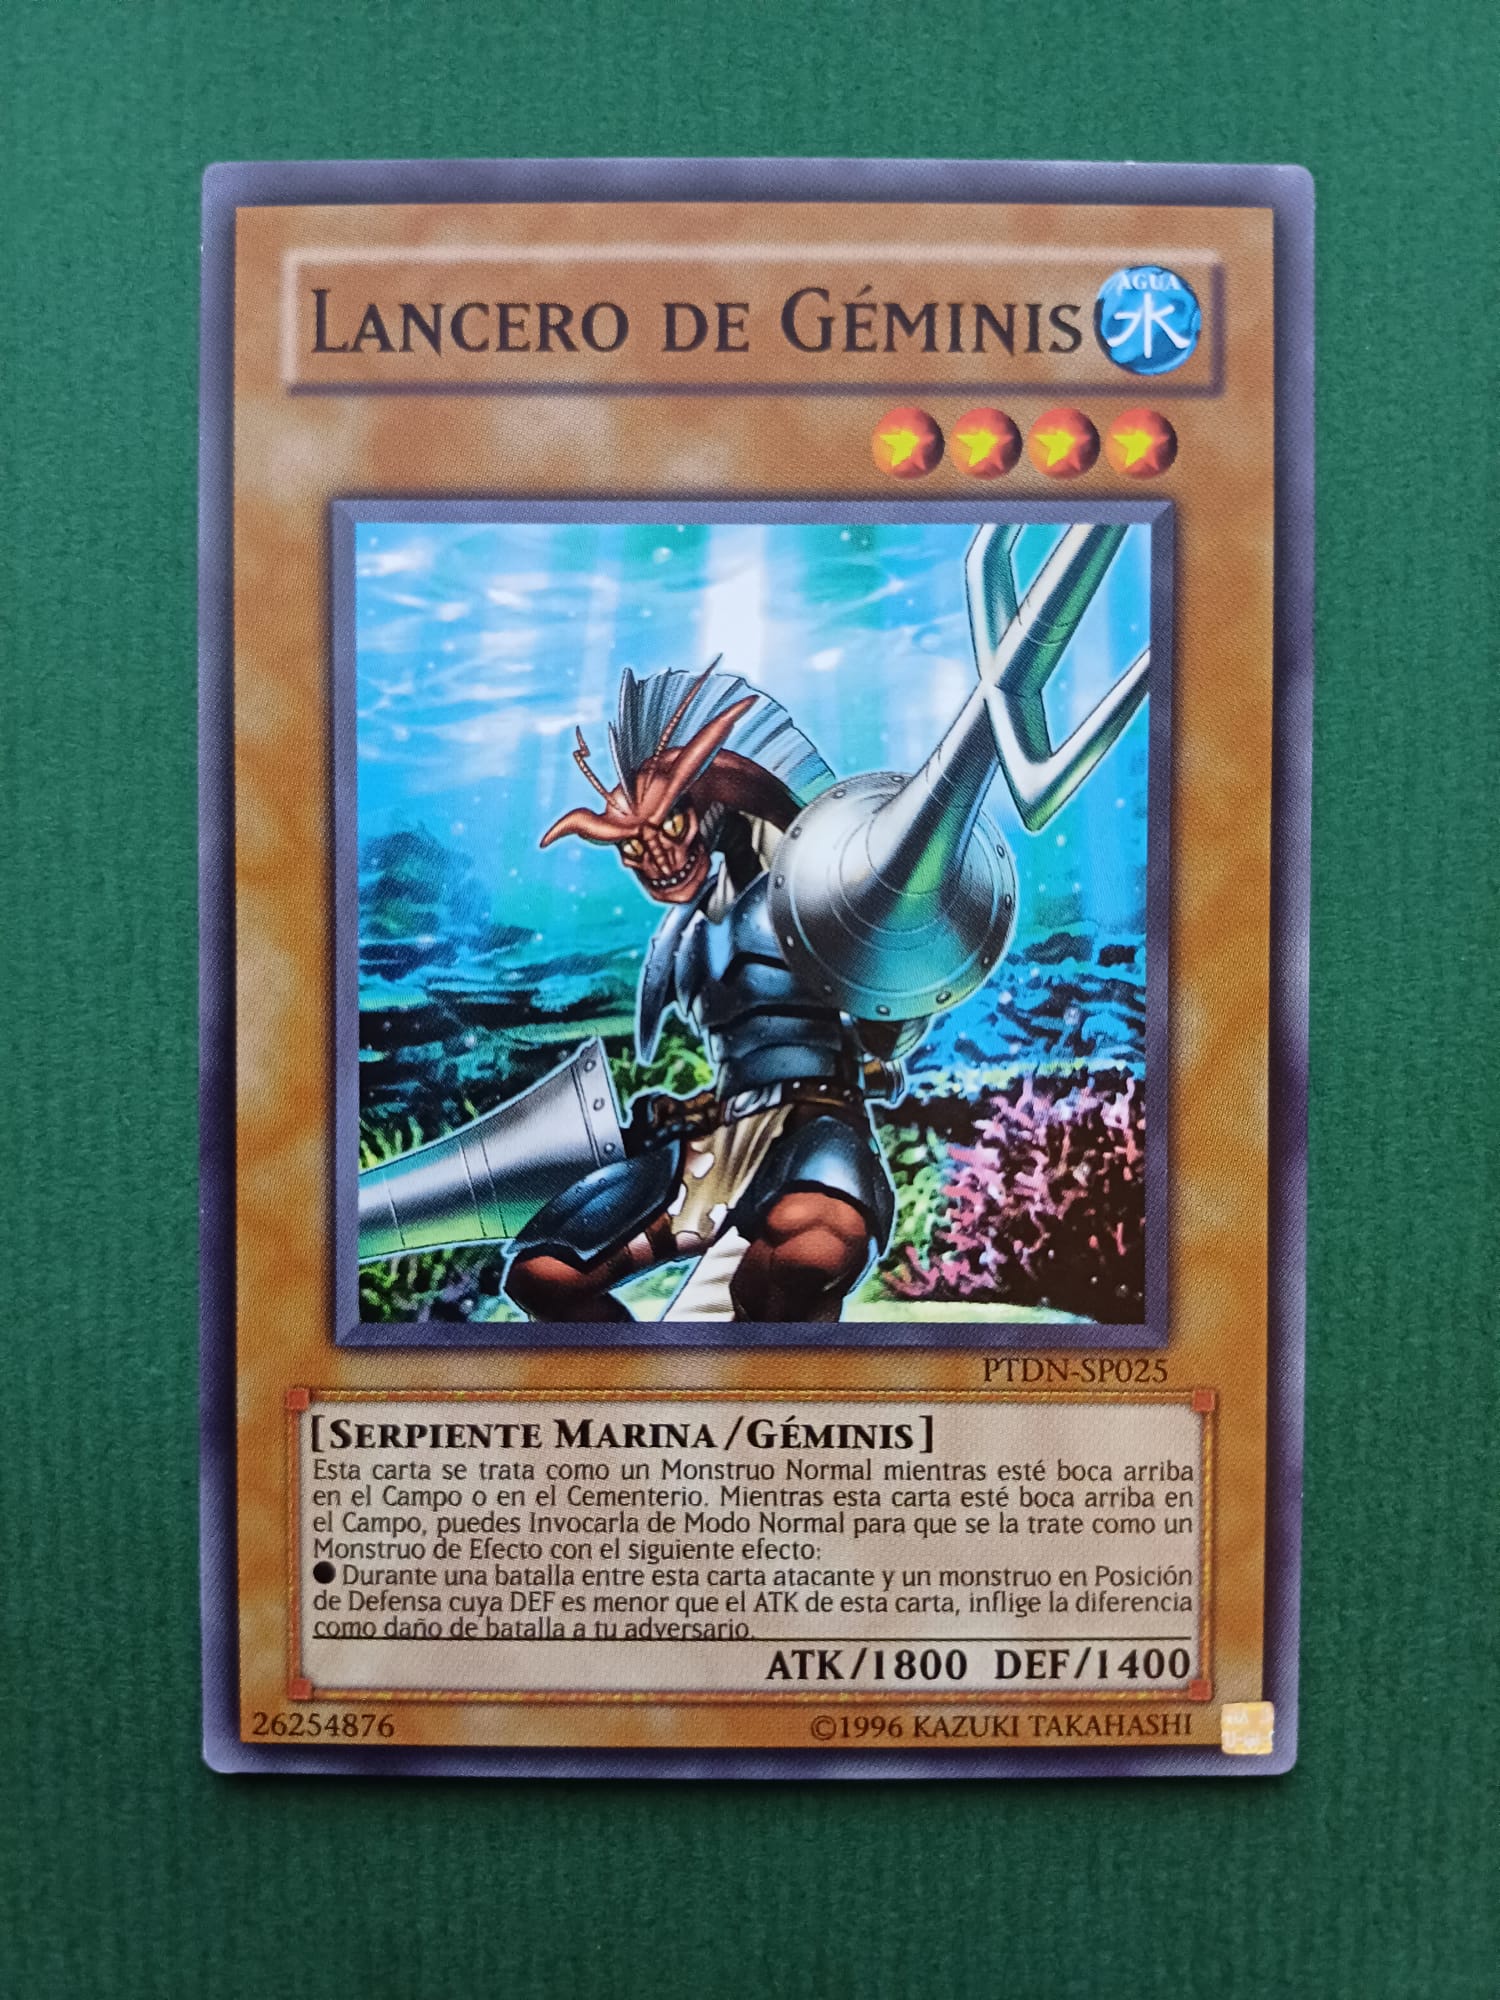 LANCERO DE GÉMINIS
AGUA
水
PTDN-SP025
[SERPIENTE MARINA/GÉMINIS]
Esta carta se trata como un Monstruo Normal mientras esté boca arriba
en el Campo o en el Cementerio. Mientras esta carta esté boca arriba en
el Campo, puedes Invocarla de Modo Normal para que se la trate como un
Monstruo de Efecto con el siguiente efecto:
●Durante una batalla entre esta carta atacante y un monstruo en Posición
de Defensa cuya DEF es menor que el ATK de esta carta, inflige la diferencia
como daño de batalla a tu adversario.
ATK/1800 DEF/1400
26254876
©1996 KAZUKI TAKAHASHI